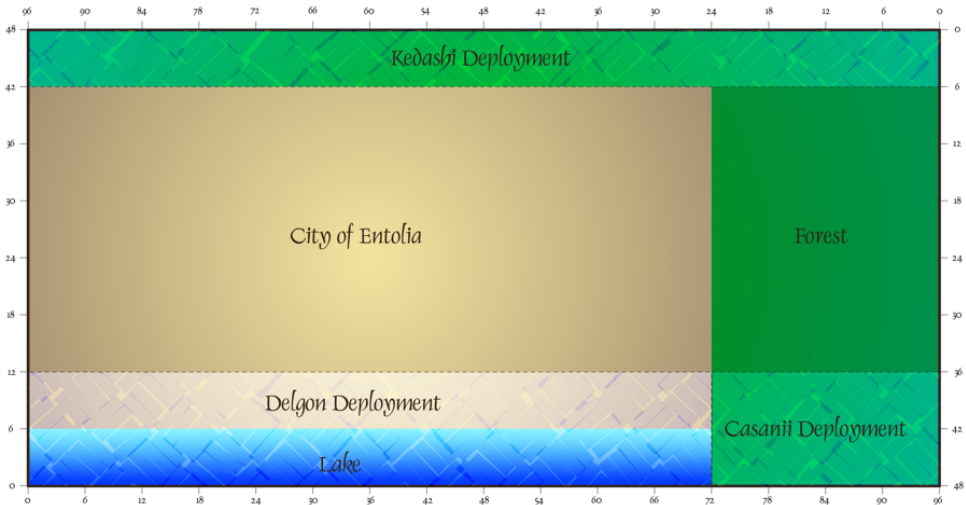 96 90 84 78 72 66 60 54 48 42 36 30 24 18 12 6 0
48 Kedashi Deployment 0
42 6
36 12
30 18
City of Entolia Forest
24 24
18 30
12 36
Delgon Deployment
6 Casanii Deployment 42
Lake
0 48
0 6 12 18 24 30 36 42 48 54 60 66 72 78 84 90 96